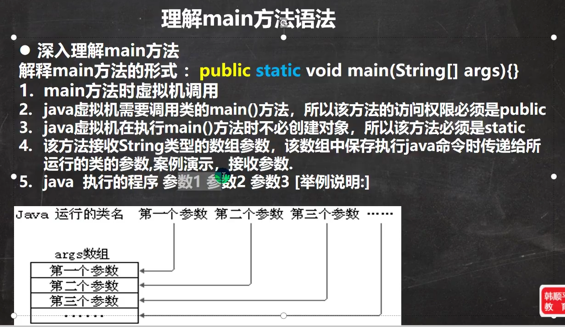 理解main方法语法
● 深入理解main方法
解释main方法的形式 : public static void main(String[] args){}
1. main方法时虚拟机调用
2. java虚拟机需要调用类的main()方法，所以该方法的访问权限必须是public
3. java虚拟机在执行main()方法时不必创建对象，所以该方法必须是static
4. 该方法接收String类型的数组参数，该数组中保存执行java命令时传递给所
运行的类的参数,案例演示，接收参数.
5. java 执行的程序 参数1 参数2 参数3 [举例说明:]
Java 运行的类名 第一个参数 第二个参数 第三个参数 ……
args数组
第一个参数
第二个参数
第三个参数
……
韩顺平
教育